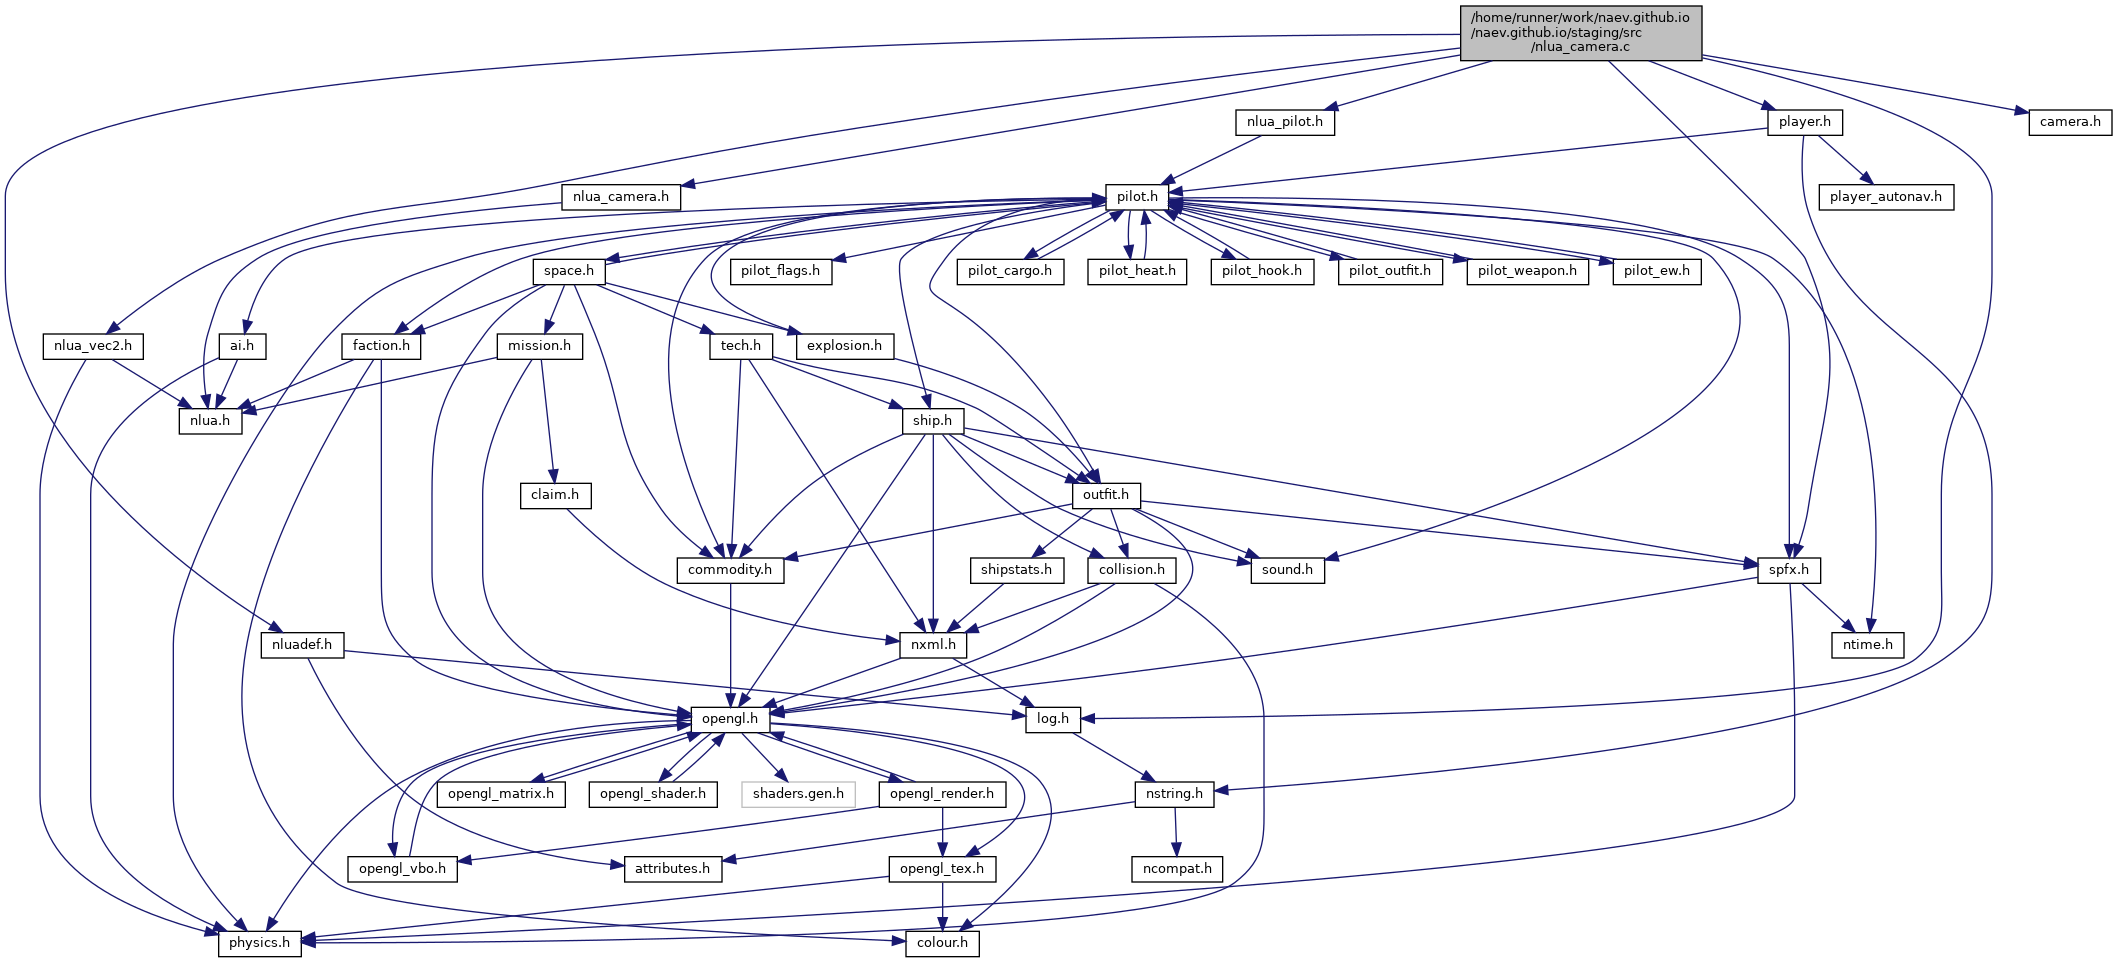 /home/runner/work/naev.github.io
/naev.github.io/staging/src
/nlua_camera.c
nlua_pilot.h
player.h
camera.h
nlua_camera.h
pilot.h
player_autonav.h
space.h
pilot_flags.h
pilot_cargo.h
pilot_heat.h
pilot_hook.h
pilot_outfit.h
pilot_weapon.h
pilot_ew.h
nlua_vec2.h
ai.h
faction.h
mission.h
tech.h
explosion.h
nlua.h
ship.h
claim.h
outfit.h
commodity.h
shipstats.h
collision.h
sound.h
spfx.h
nluadef.h
nxml.h
ntime.h
opengl.h
log.h
opengl_matrix.h
opengl_shader.h
shaders.gen.h
opengl_render.h
nstring.h
opengl_vbo.h
attributes.h
opengl_tex.h
ncompat.h
physics.h
colour.h